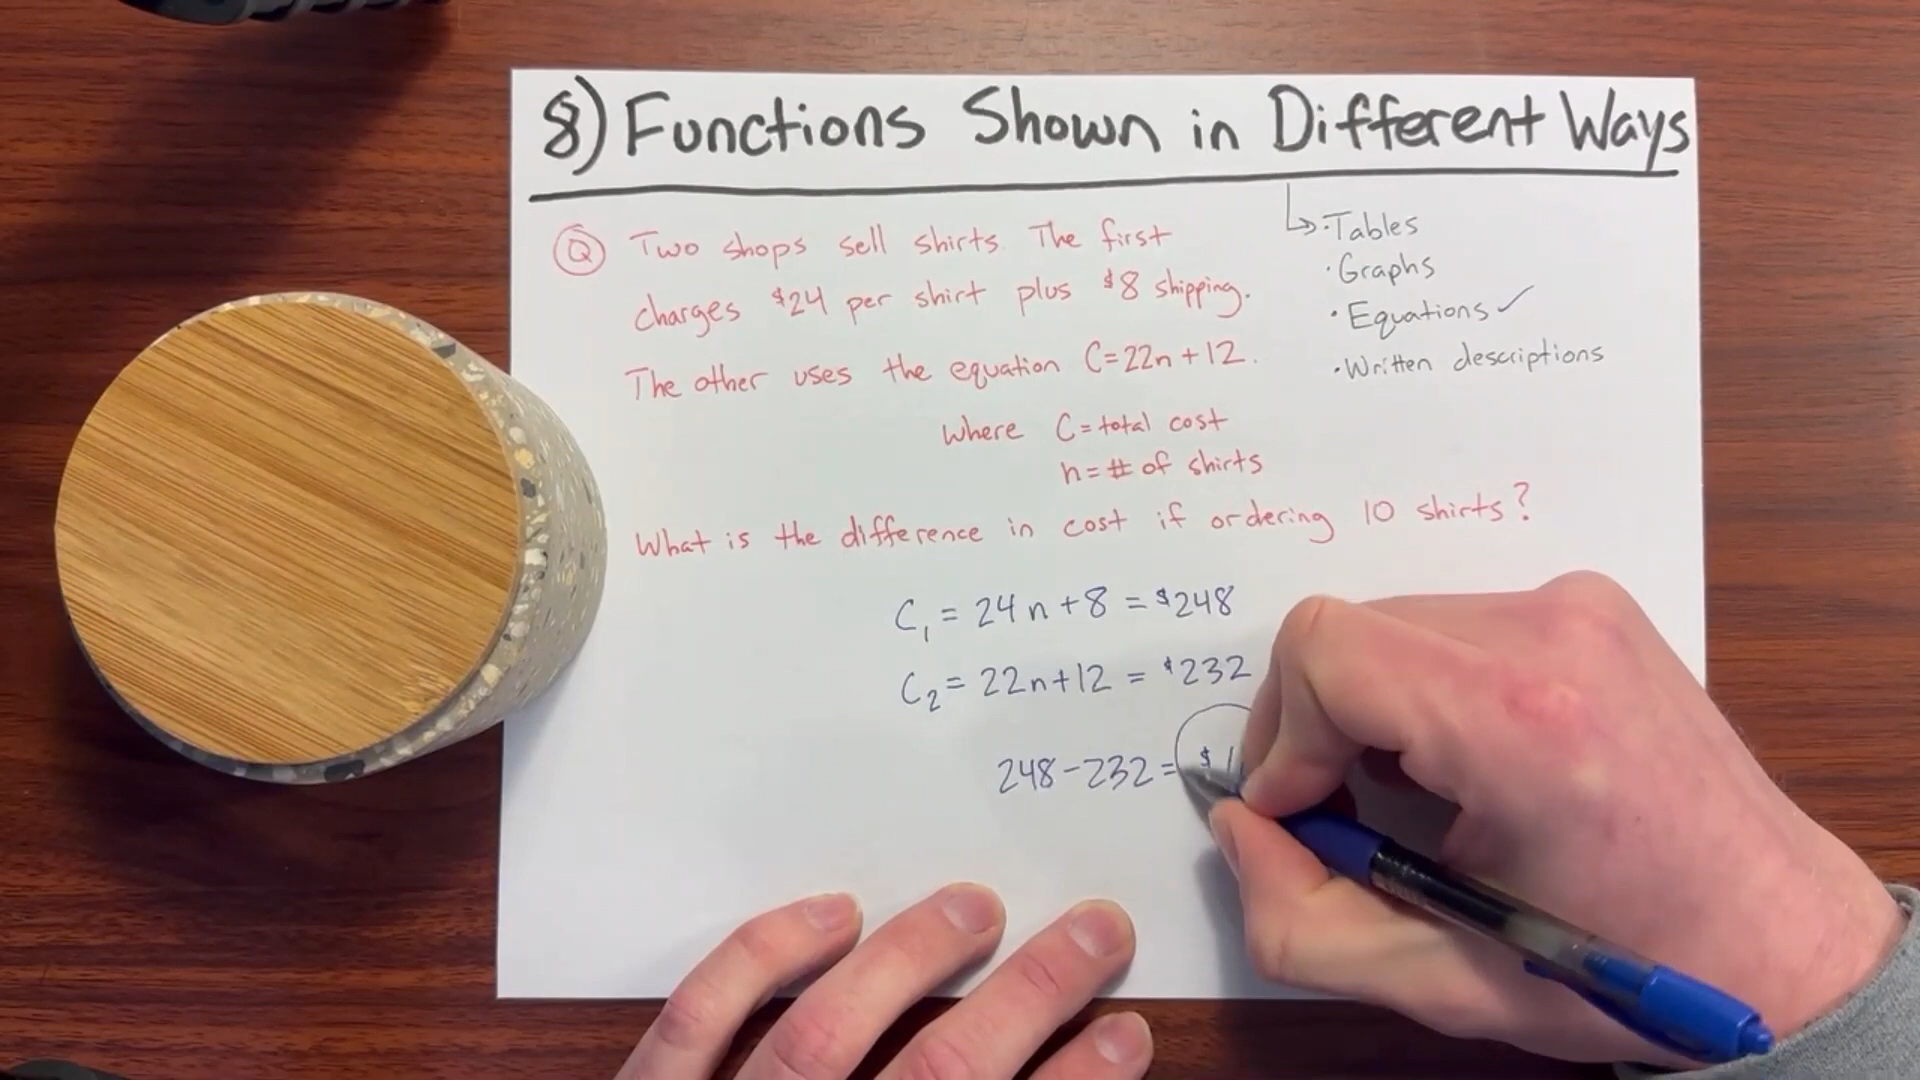 8) Functions Shown in Different Ways
Q Two shops sell shirts. The first
charges $24 per shirt plus $8 shipping.
The other uses the equation C=22n+12.
where C=total cost
n=# of shirts
What is the difference in cost if ordering 10 shirts?
↳ ·Tables
·Graphs
·Equations ✓
·Written descriptions
C₁ = 24n+8 = $248
C₂ = 22n+12 = $232
248-232=